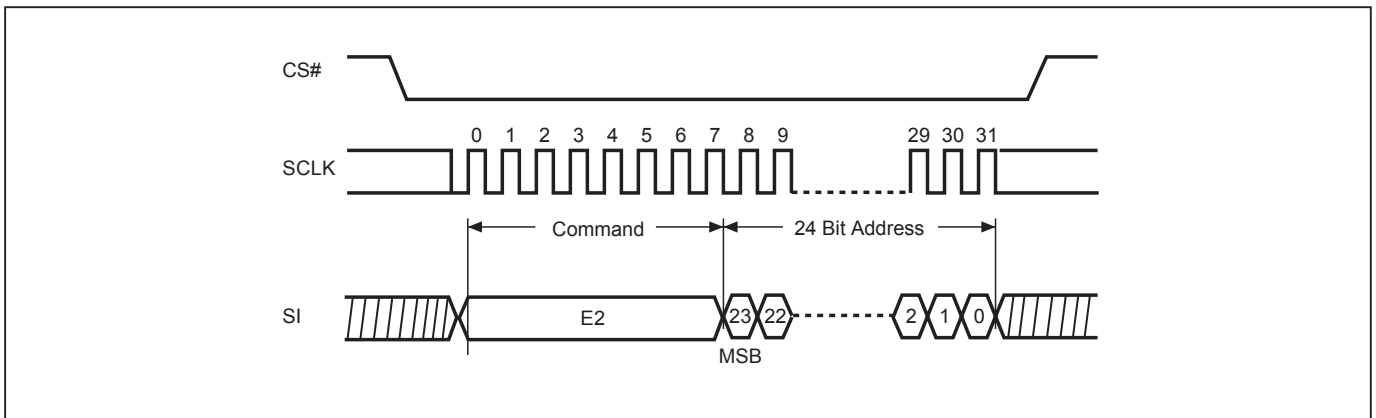 CS#
0 1 2 3 4 5 6 7 8 9 29 30 31
SCLK
Command 24 Bit Address
SI E2 23 22 2 1 0
MSB